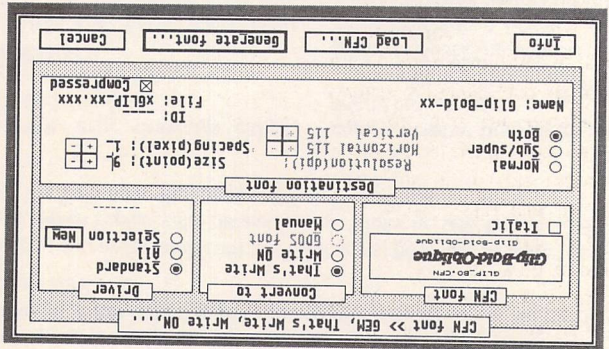 CFN font >> GEM, That's Write, Write ON,...
CFN font
GLIP_BO.CFN
Glip-Bold-Oblique
Glip-Bold-Oblique
Italic
Convert to
That's Write
Write ON
GDOS font
Manual
Driver
Standard
All
Selection
New
--------
Destination font
Normal
Sub/super
Both
Resolution(dpi):
Horizontal 115 + -
Vertical 115 + -
Size(point): 9 + -
Spacing(pixel): 1 + -
ID: -----
Name: Glip-Bold-xx
File: xGLIP_xx.xxx
Compressed
Info
Load CFN...
Generate font...
Cancel